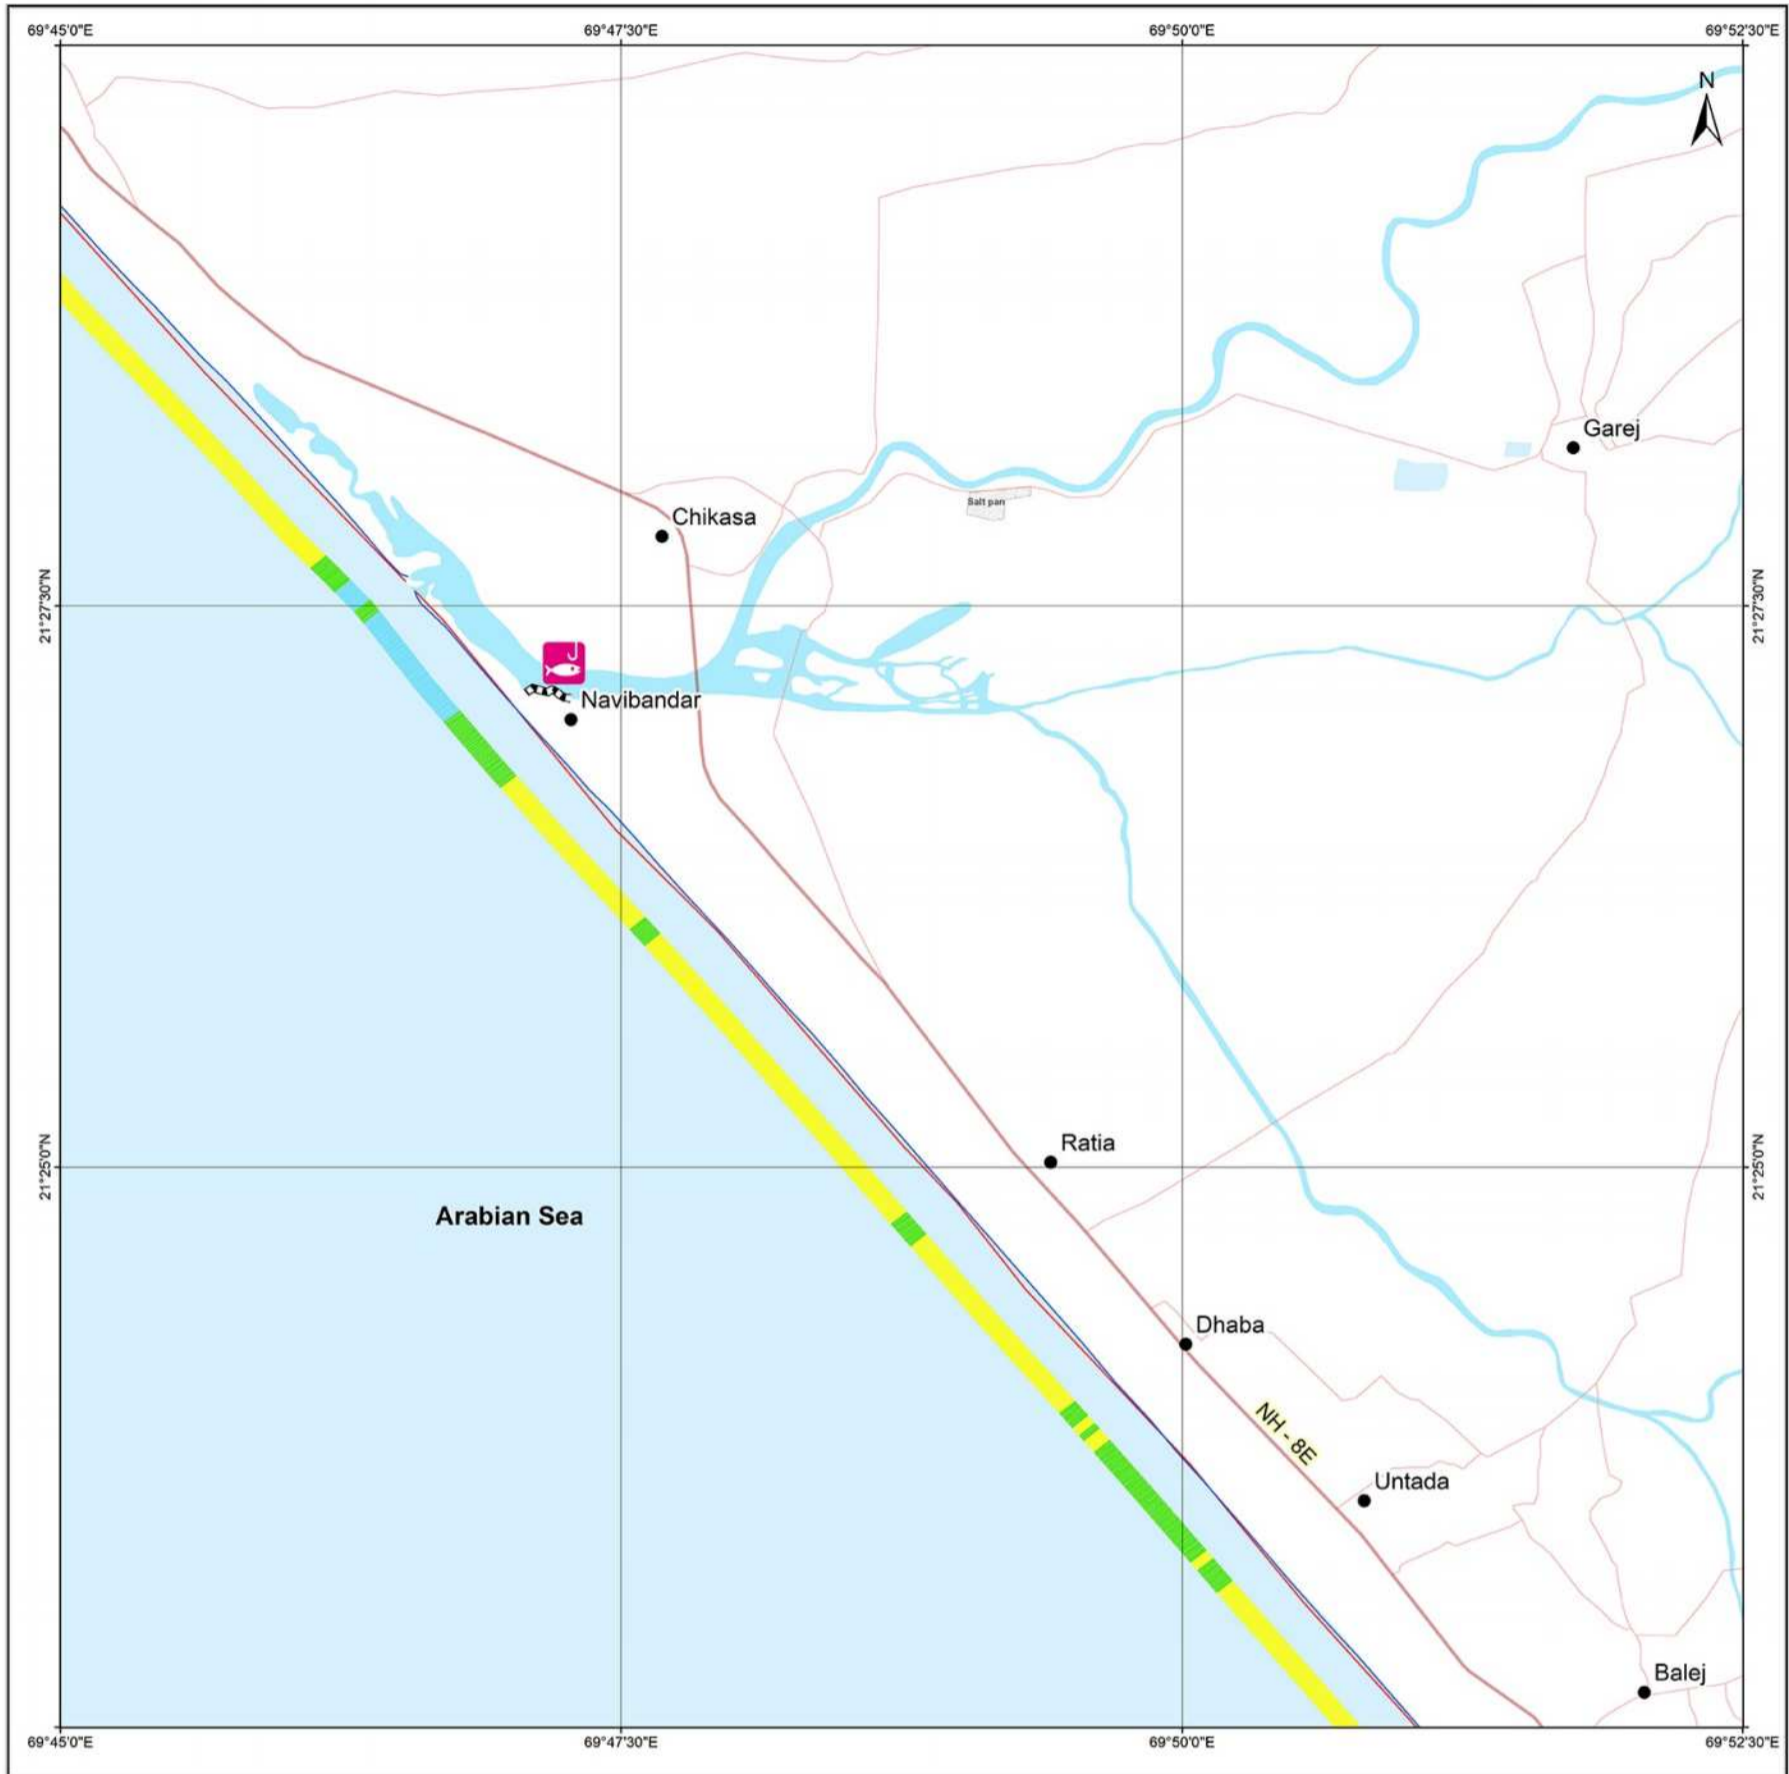 69°45'0"E
69°47'30"E
69°50'0"E
69°52'30"E
N
Garej
Salt pan
Chikasa
21°27'30"N
21°27'30"N
Navibandar
Ratia
21°25'0"N
21°25'0"N
Arabian Sea
Dhaba
NH - 8E
Untada
Balej
69°45'0"E
69°47'30"E
69°50'0"E
69°52'30"E